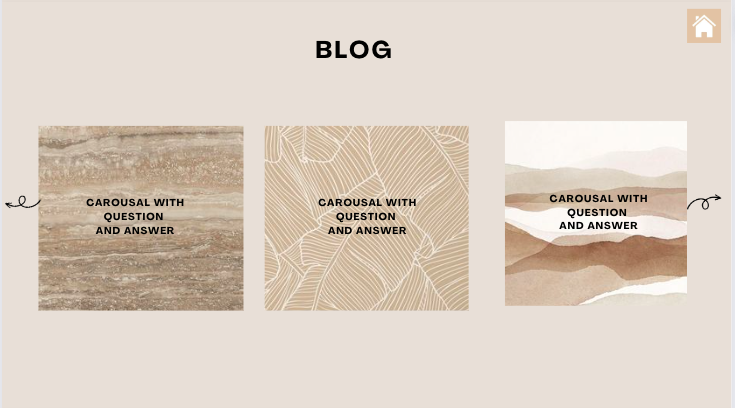 BLOG
CAROUSAL WITH
QUESTION
AND ANSWER
CAROUSAL WITH
QUESTION
AND ANSWER
CAROUSAL WITH
QUESTION
AND ANSWER